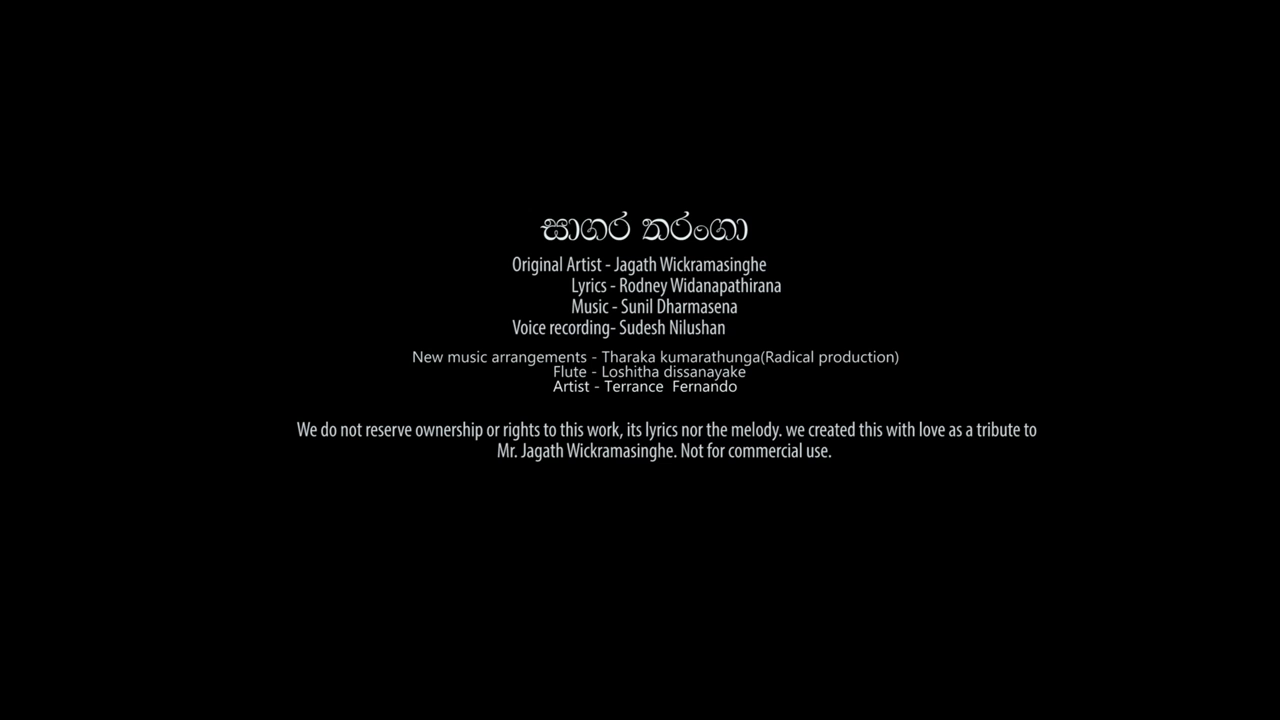 සාගර තරංගා
Original Artist - Jagath Wickramasinghe
Lyrics - Rodney Widanapathirana
Music - Sunil Dharmasena
Voice recording- Sudesh Nilushan
New music arrangements - Tharaka kumarathunga(Radical production)
Flute - Loshitha dissanayake
Artist - Terrance  Fernando
We do not reserve ownership or rights to this work, its lyrics nor the melody. we created this with love as a tribute to
Mr. Jagath Wickramasinghe. Not for commercial use.